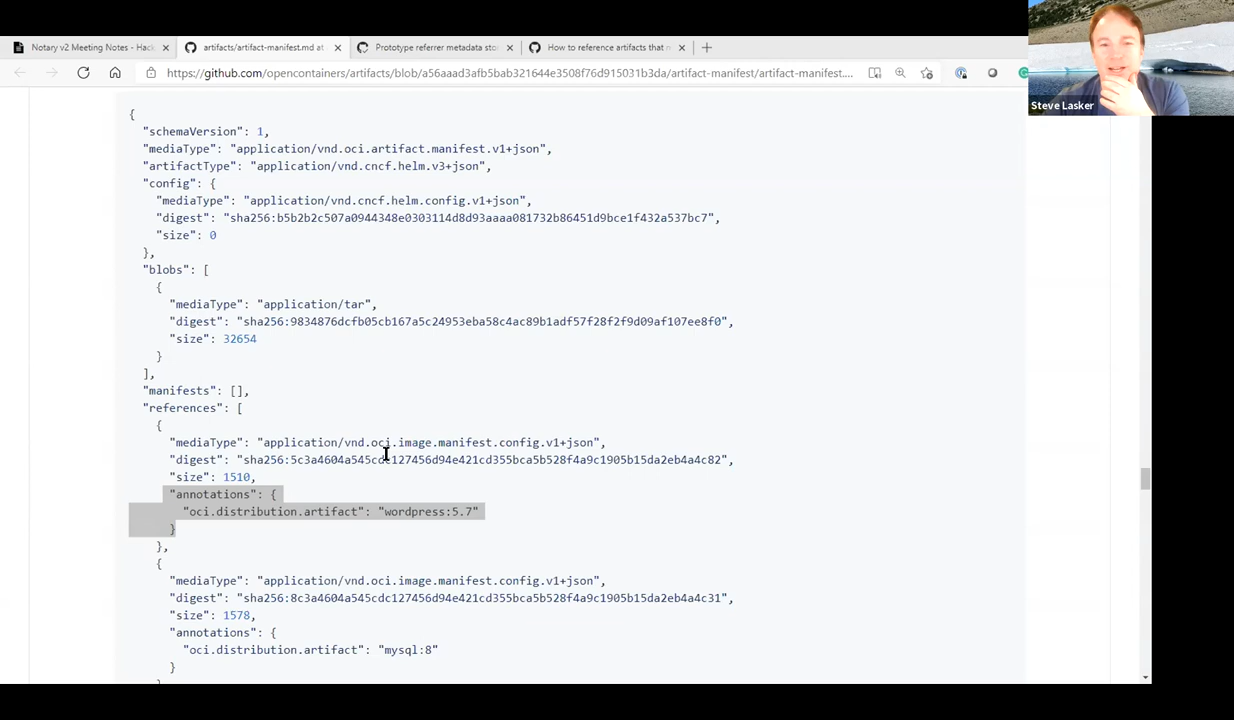 Notary v2 Meeting Notes - Hack
artifacts/artifact-manifest.md at
Prototype referrer metadata sto
How to reference artifacts that n
https://github.com/opencontainers/artifacts/blob/a56aaad3afb5bab321644e3508f76d915031b3da/artifact-manifest/artifact-manifest....
Steve Lasker
{
"schemaVersion": 1,
"mediaType": "application/vnd.oci.artifact.manifest.v1+json",
"artifactType": "application/vnd.cncf.helm.v3+json",
"config": {
"mediaType": "application/vnd.cncf.helm.config.v1+json",
"digest": "sha256:b5b2b2c507a0944348e0303114d8d93aaaa081732b86451d9bce1f432a537bc7",
"size": 0
},
"blobs": [
{
"mediaType": "application/tar",
"digest": "sha256:9834876dcfb05cb167a5c24953eba58c4ac89b1adf57f28f2f9d09af107ee8f0",
"size": 32654
}
],
"manifests": [],
"references": [
{
"mediaType": "application/vnd.oci.image.manifest.config.v1+json",
"digest": "sha256:5c3a4604a545cdc127456d94e421cd355bca5b528f4a9c1905b15da2eb4a4c82",
"size": 1510,
"annotations": {
"oci.distribution.artifact": "wordpress:5.7"
}
},
{
"mediaType": "application/vnd.oci.image.manifest.config.v1+json",
"digest": "sha256:8c3a4604a545cdc127456d94e421cd355bca5b528f4a9c1905b15da2eb4a4c31",
"size": 1578,
"annotations": {
"oci.distribution.artifact": "mysql:8"
}